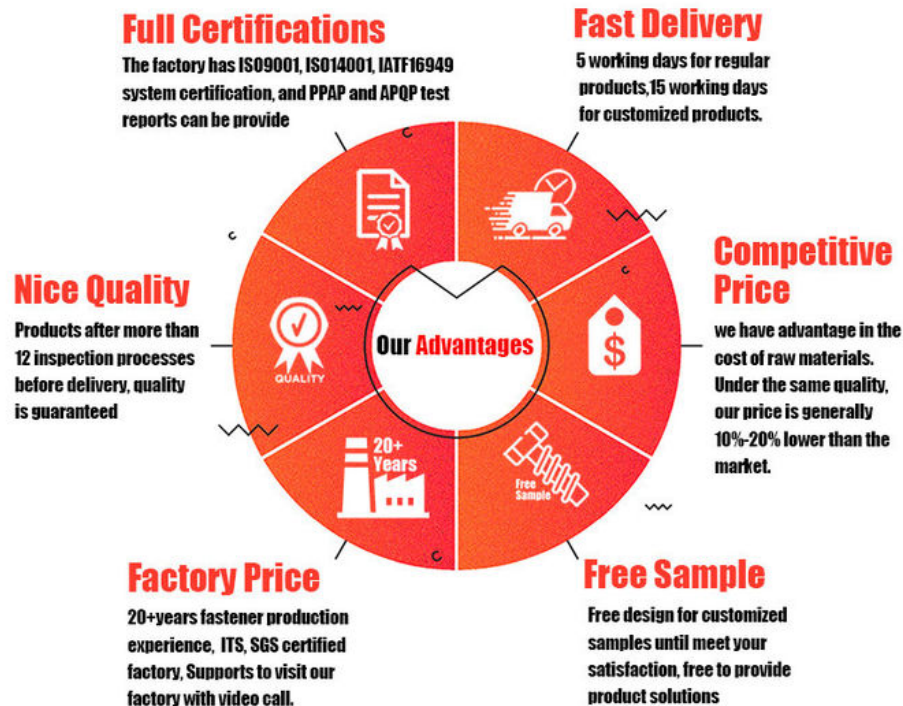 Full Certifications
The factory has ISO9001, ISO14001, IATF16949
system certification, and PPAP and APQP test
reports can be provide
Fast Delivery
5 working days for regular
products,15 working days
for customized products.
Nice Quality
Products after more than
12 inspection processes
before delivery, quality
is guaranteed
QUALITY
Our Advantages
$
Competitive
Price
we have advantage in the
cost of raw materials.
Under the same quality,
our price is generally
10%-20% lower than the
market.
20+
Years
Free
Sample
Factory Price
20+years fastener production
experience, ITS, SGS certified
factory, Supports to visit our
factory with video call.
Free Sample
Free design for customized
samples until meet your
satisfaction, free to provide
product solutions